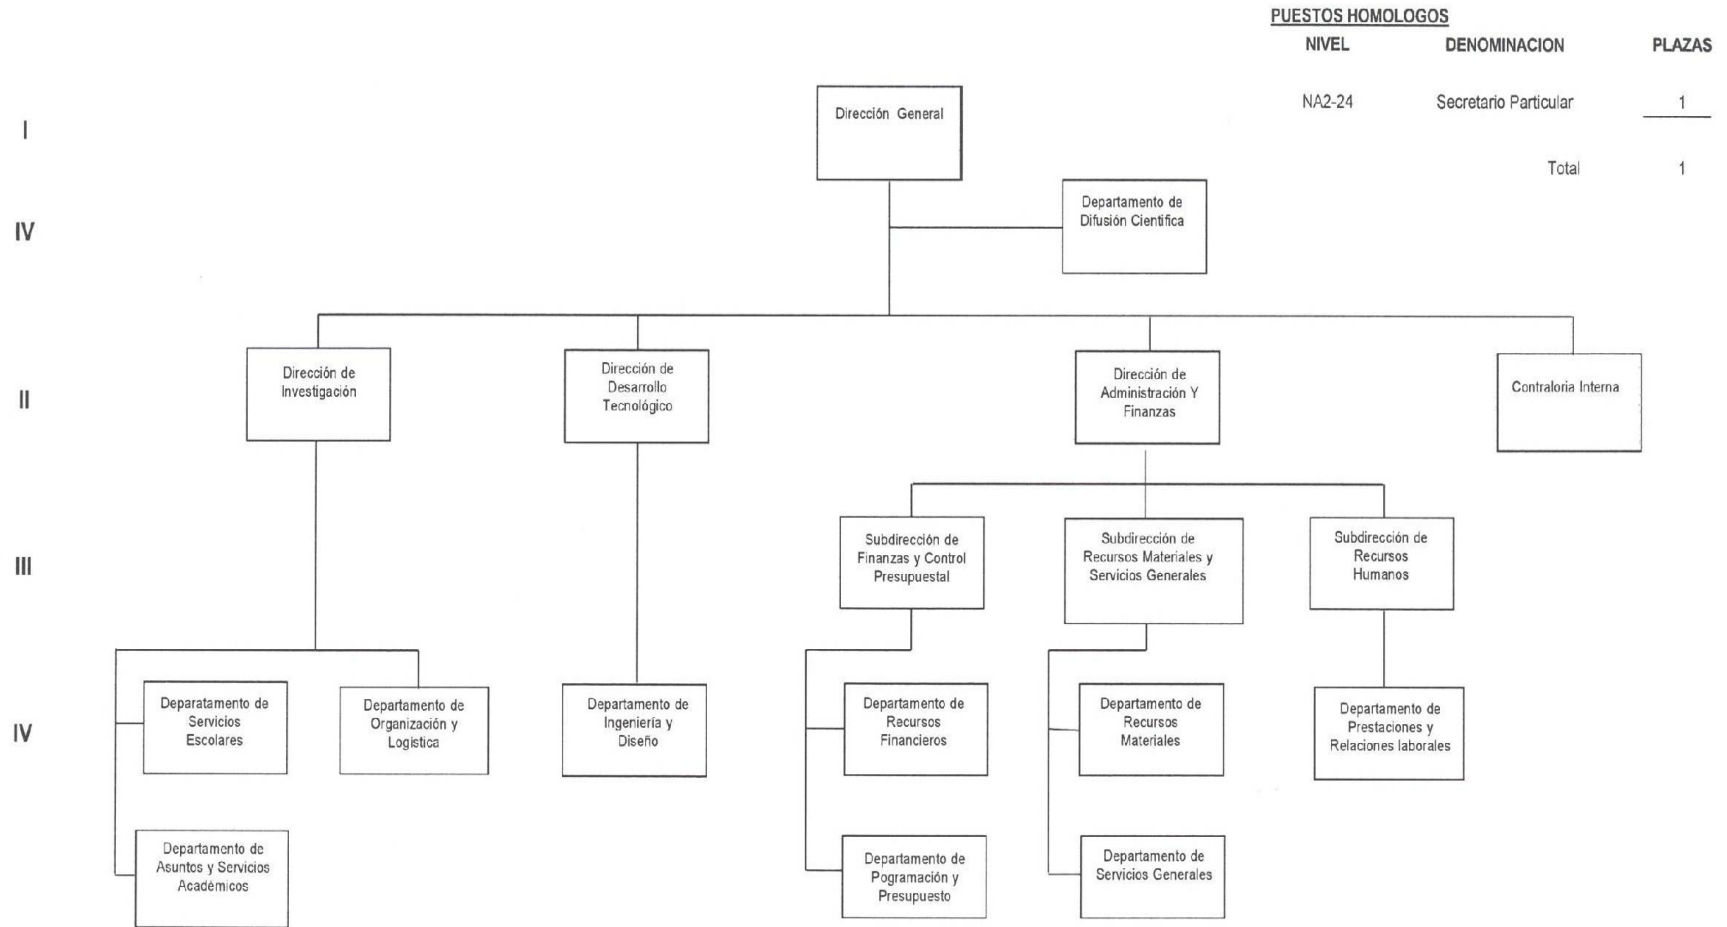 PUESTOS HOMOLOGOS
NIVEL DENOMINACION PLAZAS
NA2-24 Secretario Particular 1
Total 1
I
Dirección General
IV
Departamento de
Difusión Cientifica
II
Dirección de
Investigación
Dirección de
Desarrollo
Tecnológico
Dirección de
Administración Y
Finanzas
Contraloria Interna
III
Subdirección de
Finanzas y Control
Presupuestal
Subdirección de
Recursos Materiales y
Servicios Generales
Subdirección de
Recursos
Humanos
IV
Deparatamento de
Servicios
Escolares
Departamento de
Organización y
Logistica
Departamento de
Ingeniería y
Diseño
Departamento de
Recursos
Financieros
Departamento de
Recursos
Materiales
Departamento de
Prestaciones y
Relaciones laborales
Departamento de
Asuntos y Servicios
Académicos
Departamento de
Pogramación y
Presupuesto
Departamento de
Servicios Generales